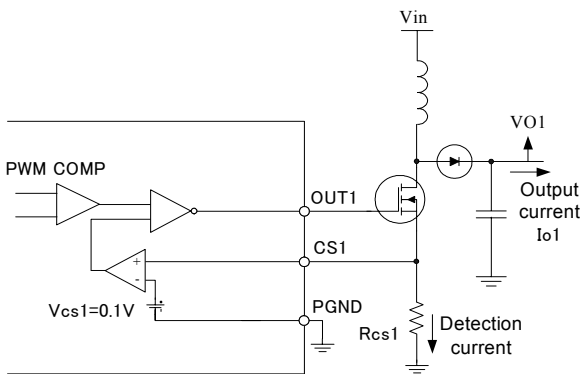 Vin
VO1
PWM COMP
OUT1
Output
current
Io1
CS1
+
-
Vcs1=0.1V
PGND
Rcs1
Detection
current